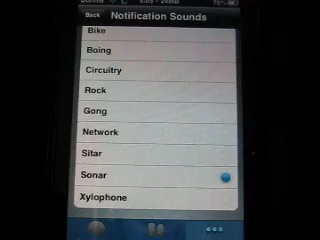 Back Notification Sounds
Bike
Boing
Circuitry
Rock
Gong
Network
Sitar
Sonar
Xylophone